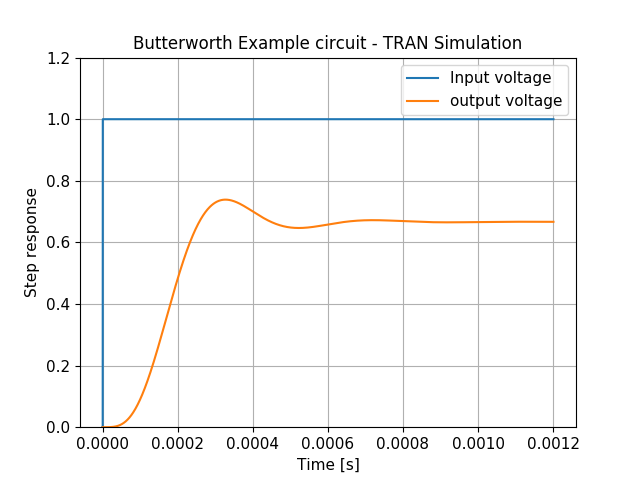 Butterworth Example circuit - TRAN Simulation
Input voltage
output voltage
1.2
1.0
0.8
0.6
0.4
0.2
0.0
Step response
0.0000 0.0002 0.0004 0.0006 0.0008 0.0010 0.0012
Time [s]